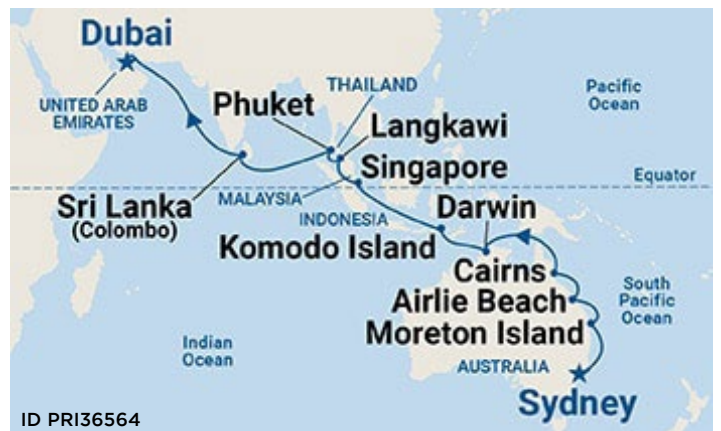 Dubai
UNITED ARAB
EMIRATES
Phuket
THAILAND
Langkawi
Singapore
MALAYSIA
INDONESIA
Sri Lanka
(Colombo)
Komodo Island
Darwin
Cairns
Airlie Beach
Moreton Island
AUSTRALIA
Sydney
Pacific
Ocean
Equator
South
Pacific
Ocean
Indian
Ocean
ID PRI36564